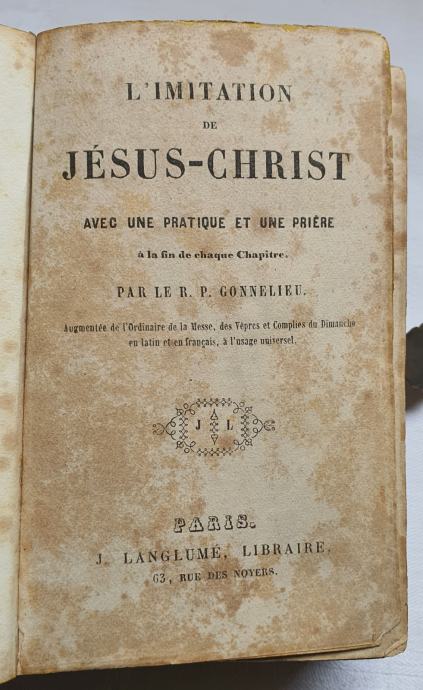 L'IMITATION
DE
JÉSUS-CHRIST
AVEC UNE PRATIQUE ET UNE PRIÈRE
à la fin de chaque Chapitre.
PAR LE R. P. GONNELIEU.
Augmentée de l'Ordinaire de la Messe, des Vêpres et Complies du Dimanche
en latin et en français, à l'usage universel.
J L
PARIS.
J. LANGLUMÉ, LIBRAIRE,
63, RUE DES NOYERS.